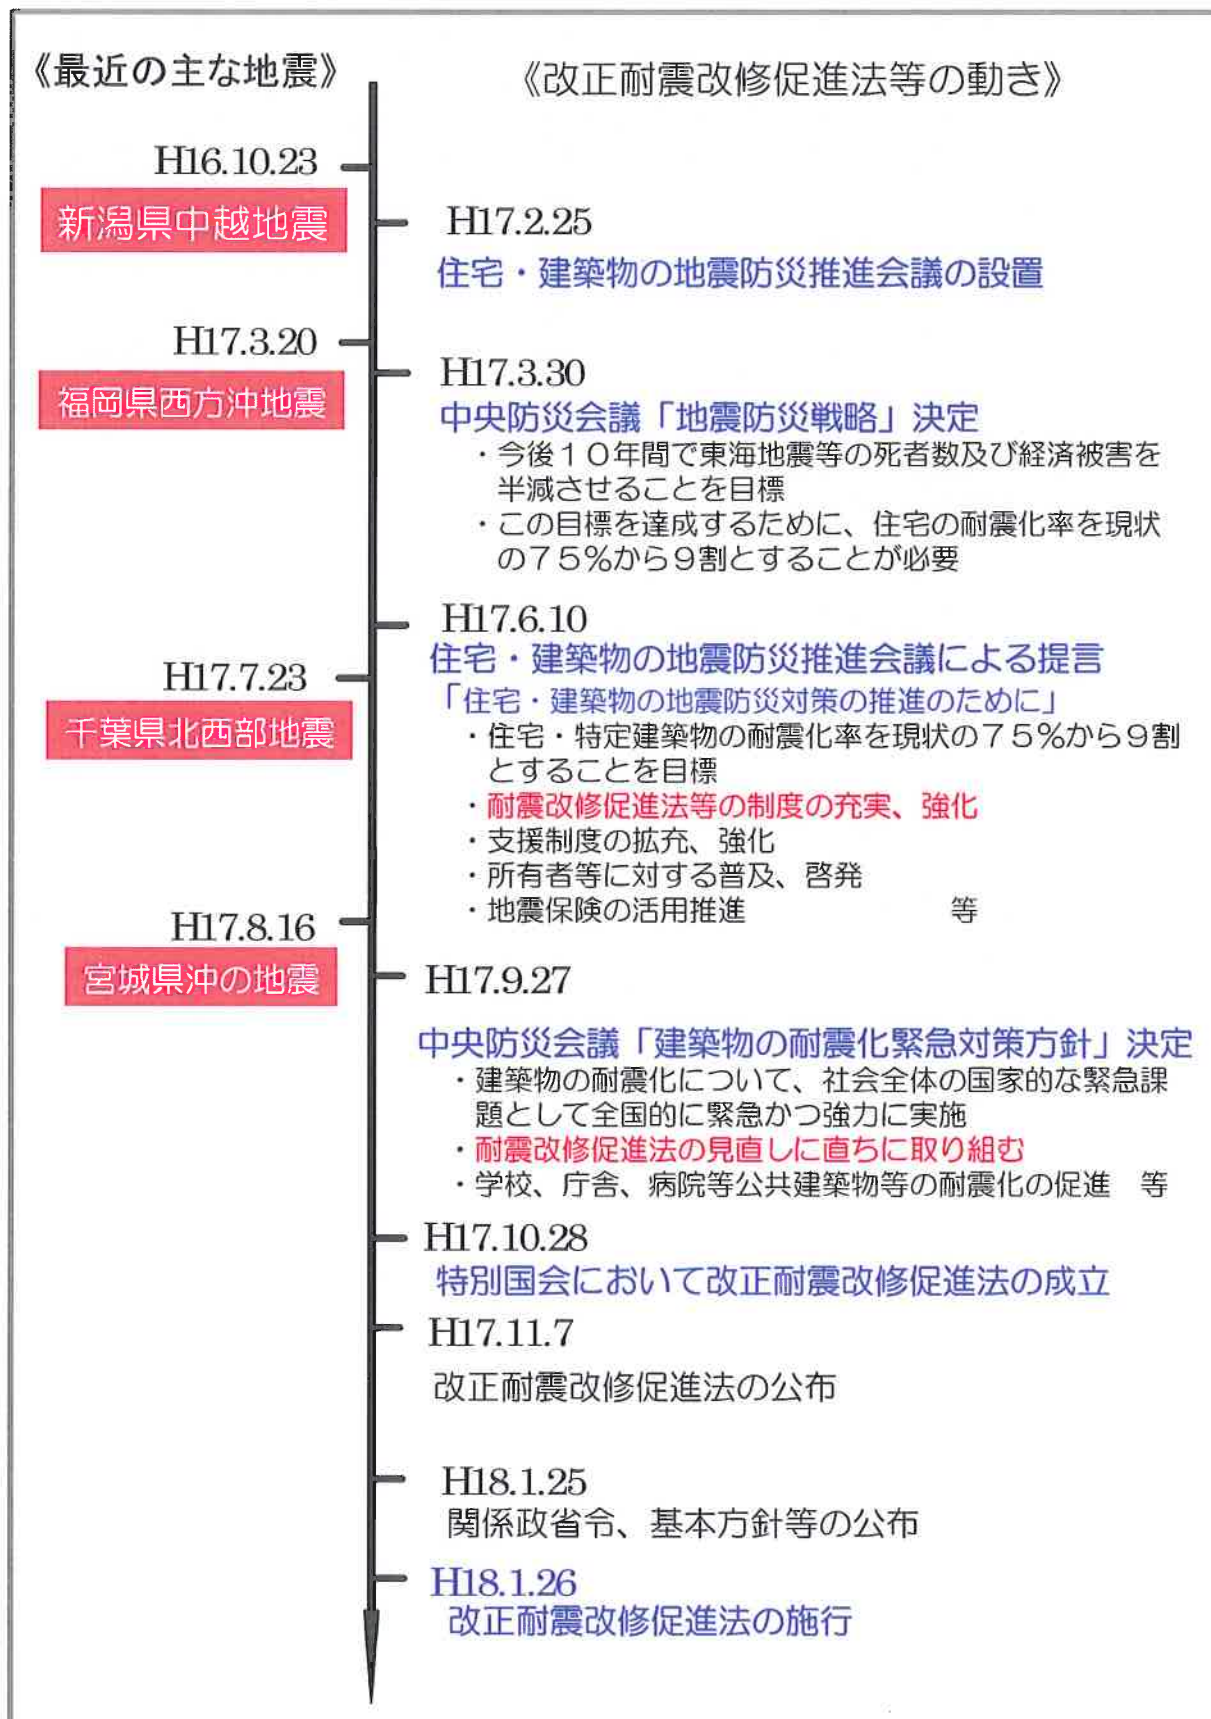 《最近の主な地震》
《改正耐震改修促進法等の動き》
H16.10.23
新潟県中越地震
H17.2.25
住宅・建築物の地震防災推進会議の設置
H17.3.20
福岡県西方沖地震
H17.3.30
中央防災会議「地震防災戦略」決定
・今後１０年間で東海地震等の死者数及び経済被害を
半減させることを目標
・この目標を達成するために、住宅の耐震化率を現状
の７５％から９割とすることが必要
H17.6.10
住宅・建築物の地震防災推進会議による提言
「住宅・建築物の地震防災対策の推進のために」
H17.7.23
千葉県北西部地震
・住宅・特定建築物の耐震化率を現状の７５％から９割
とすることを目標
・耐震改修促進法等の制度の充実、強化
・支援制度の拡充、強化
・所有者等に対する普及、啓発
・地震保険の活用推進　等
H17.8.16
宮城県沖の地震
H17.9.27
中央防災会議「建築物の耐震化緊急対策方針」決定
・建築物の耐震化について、社会全体の国家的な緊急課
題として全国的に緊急かつ強力に実施
・耐震改修促進法の見直しに直ちに取り組む
・学校、庁舎、病院等公共建築物等の耐震化の促進　等
H17.10.28
特別国会において改正耐震改修促進法の成立
H17.11.7
改正耐震改修促進法の公布
H18.1.25
関係政省令、基本方針等の公布
H18.1.26
改正耐震改修促進法の施行